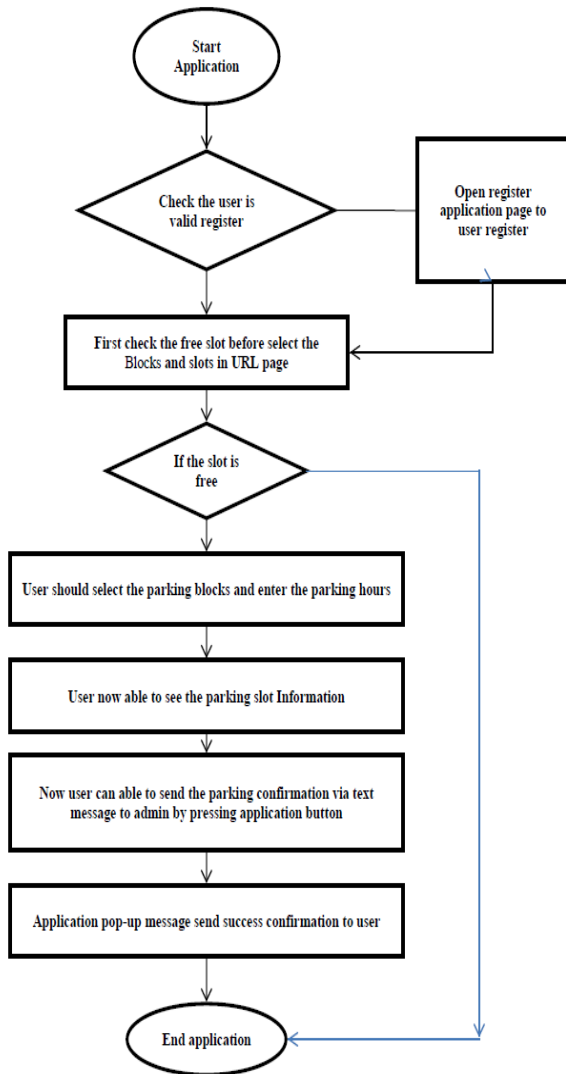 Start
Application
Check the user is
valid register
Open register
application page to
user register
First check the free slot before select the
Blocks and slots in URL page
If the slot is
free
User should select the parking blocks and enter the parking hours
User now able to see the parking slot Information
Now user can able to send the parking confirmation via text
message to admin by pressing application button
Application pop-up message send success confirmation to user
End application